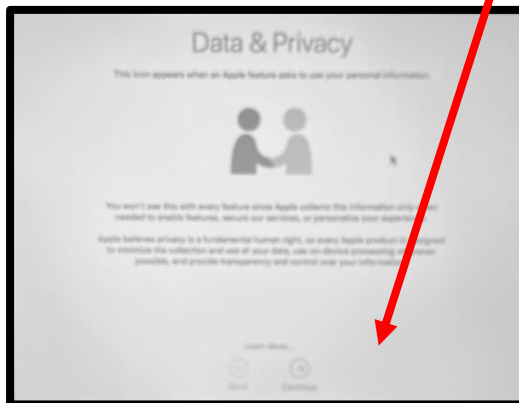 Data & Privacy
This icon appears when an Apple feature asks to use your personal information.
You won't see this with every feature since Apple collects this information only when
needed to enable features, secure our services, or personalize your experience.
Apple believes privacy is a fundamental human right, so every Apple product is designed
to minimize the collection and use of your data, use on-device processing whenever
possible, and provide transparency and control over your information.
Learn More...
Back
Continue